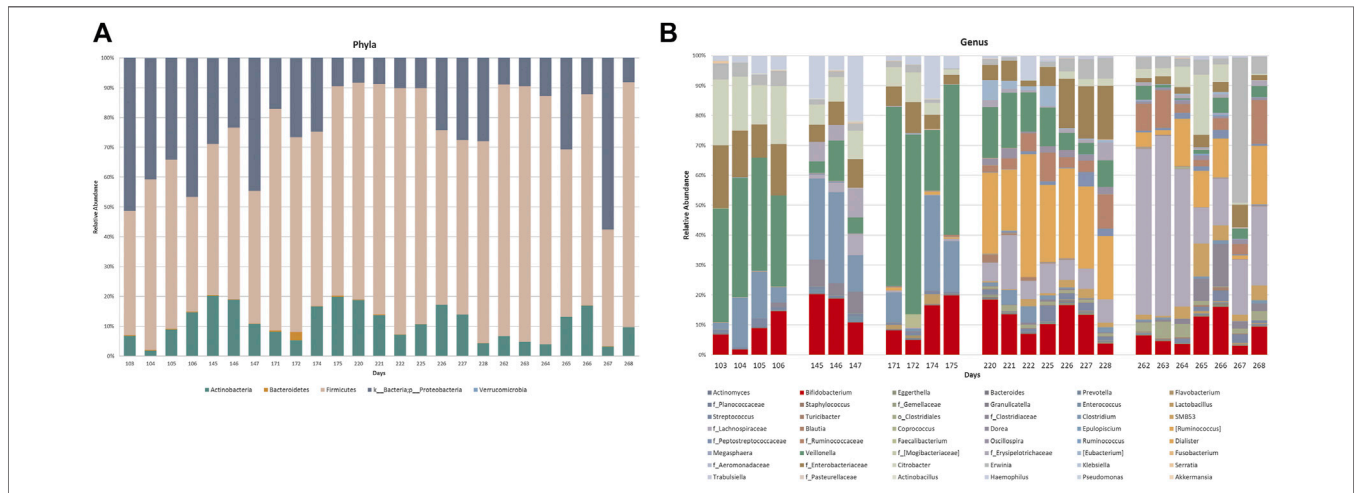 A
Phyla
100%
90%
80%
70%
60%
50%
40%
30%
20%
10%
0%
Relative Abundance
103 104 105 106 145 146 147 171 172 174 175 220 221 222 225 226 227 228 262 263 264 265 266 267 268
Days
Actinobacteria Bacteroidetes Firmicutes k__Bacteria;p__Proteobacteria Verrucomicrobia
B
Genus
100%
90%
80%
70%
60%
50%
40%
30%
20%
10%
0%
Relative Abundance
103 104 105 106 145 146 147 171 172 174 175 220 221 222 225 226 227 228 262 263 264 265 266 267 268
Days
Actinomyces Bifidobacterium Eggerthella Bacteroides Prevotella Flavobacterium
f_Planococcaceae Staphylococcus f_Gemellaceae Granulicatella Enterococcus Lactobacillus
Streptococcus Turicibacter o_Clostridiales f_Clostridiaceae Clostridium SMB53
f_Lachnospiraceae Blautia Coprococcus Dorea Epulopiscium [Ruminococcus]
f_Peptostreptococcaceae f_Ruminococcaceae Faecalibacterium Oscillospira Ruminococcus Dialister
Megasphaera Veillonella f_[Mogibacteriaceae] f_Erysipelotrichaceae [Eubacterium] Fusobacterium
f_Aeromonadaceae f_Enterobacteriaceae Citrobacter Erwinia Klebsiella Serratia
Trabulsiella f_Pasteurellaceae Actinobacillus Haemophilus Pseudomonas Akkermansia